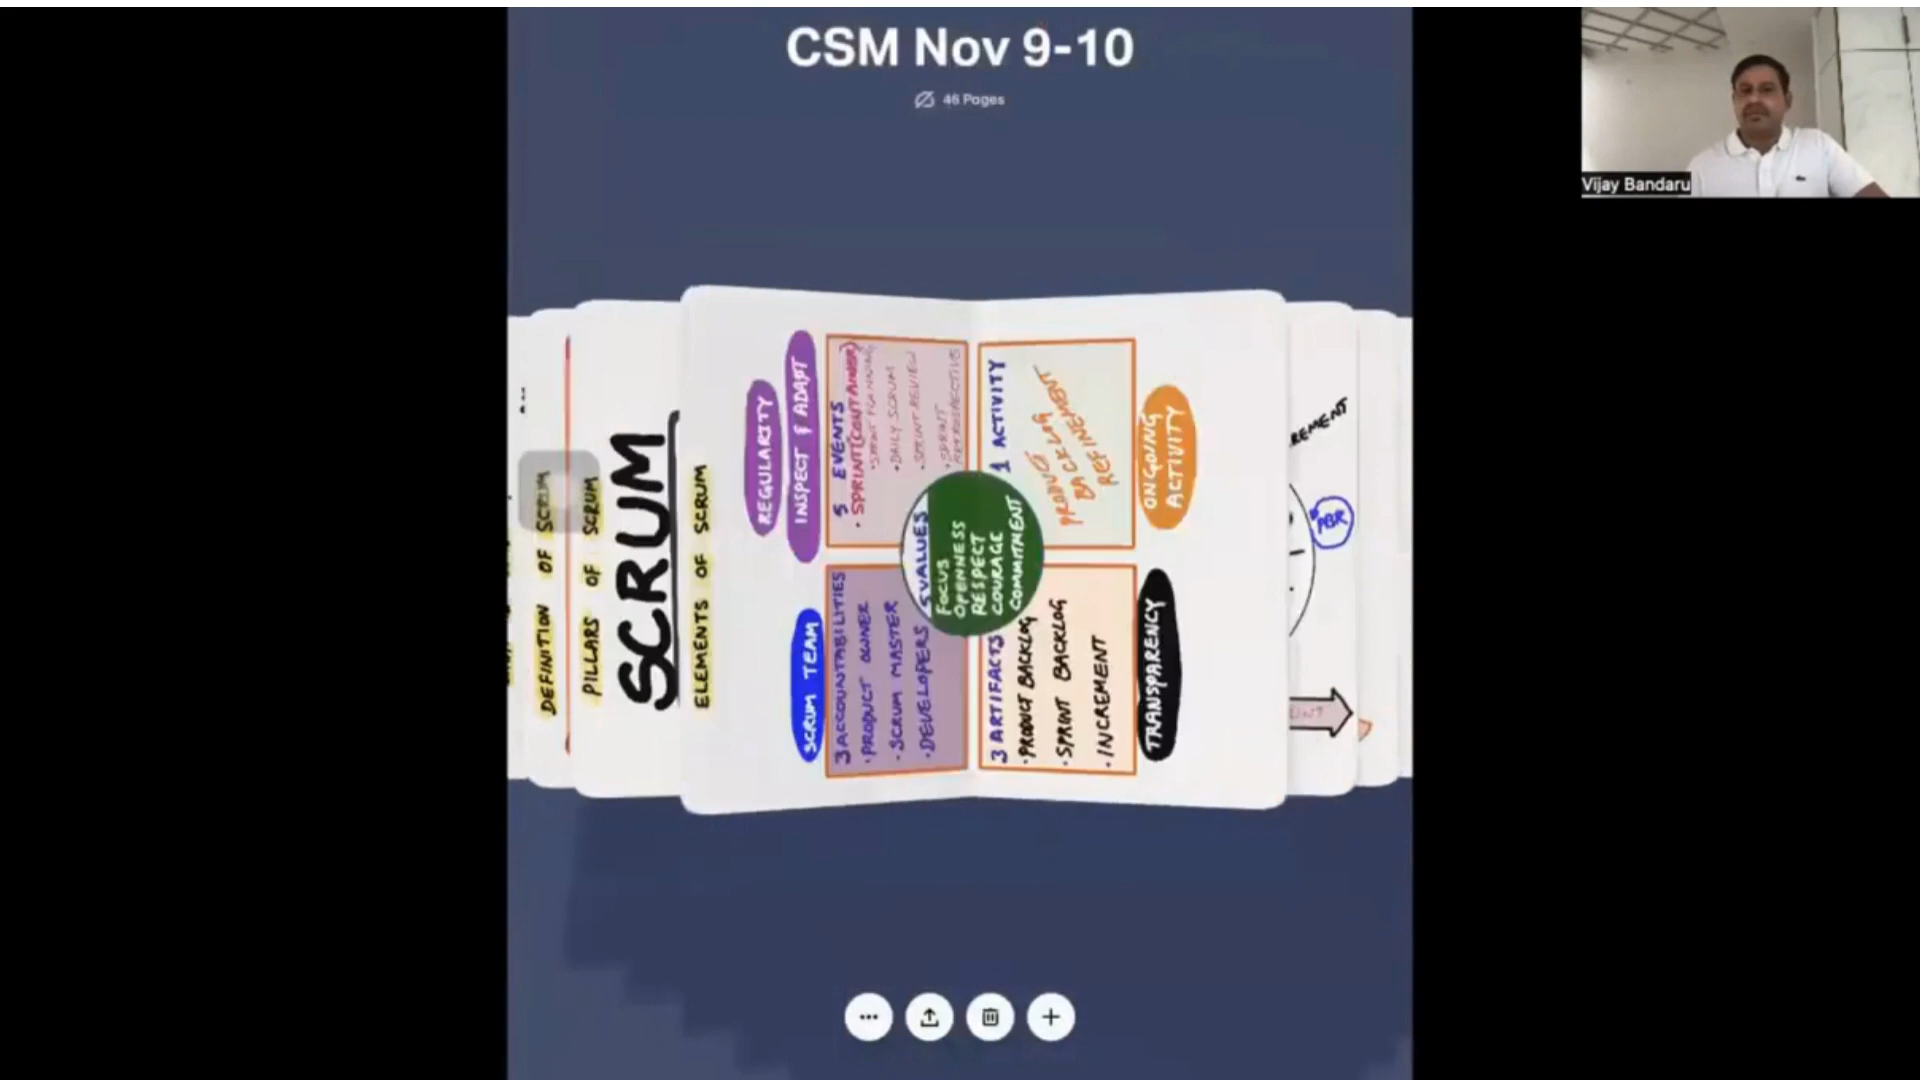 CSM Nov 9-10
46 Pages
Vijay Bandaru
DEFINITION OF SCRUM
PILLARS OF SCRUM
SCRUM
ELEMENTS OF SCRUM
REGULARITY
INSPECT & ADAPT
5 EVENTS
• SPRINT (CONTAINER)
• SPRINT PLANNING
• DAILY SCRUM
• SPRINT REVIEW
• SPRINT
RETROSPECTIVE
1 ACTIVITY
PRODUCT
BACKLOG
REFINEMENT
ONGOING
ACTIVITY
5 VALUES
FOCUS
OPENNESS
RESPECT
COURAGE
COMMITMENT
SCRUM TEAM
3 ACCOUNTABILITIES
• PRODUCT OWNER
• SCRUM MASTER
• DEVELOPERS
3 ARTIFACTS
• PRODUCT BACKLOG
• SPRINT BACKLOG
• INCREMENT
TRANSPARENCY
REMENT
PBR